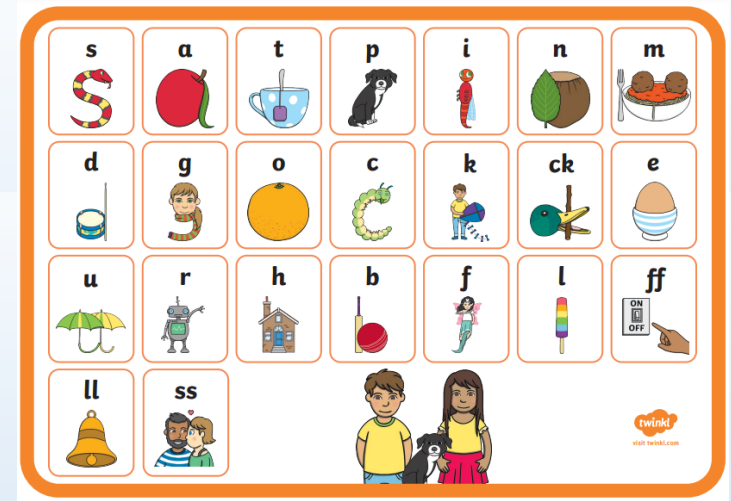 s a t p i n m
d g o c k ck e
u r h b f l ff
ON
OFF
ll ss
twinkl
visit twinkl.com